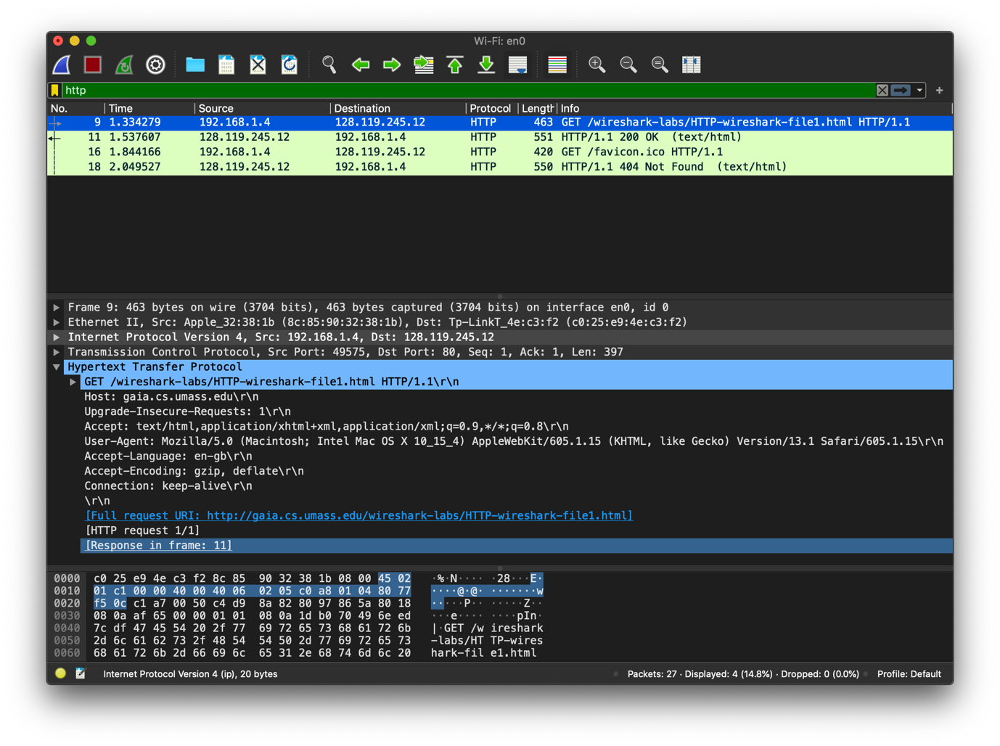 Wi-Fi: en0
http
No. Time Source Destination Protocol Length Info
9 1.334279 192.168.1.4 128.119.245.12 HTTP 463 GET /wireshark-labs/HTTP-wireshark-file1.html HTTP/1.1
11 1.537607 128.119.245.12 192.168.1.4 HTTP 551 HTTP/1.1 200 OK (text/html)
16 1.844166 192.168.1.4 128.119.245.12 HTTP 420 GET /favicon.ico HTTP/1.1
18 2.049527 128.119.245.12 192.168.1.4 HTTP 550 HTTP/1.1 404 Not Found (text/html)
Frame 9: 463 bytes on wire (3704 bits), 463 bytes captured (3704 bits) on interface en0, id 0
Ethernet II, Src: Apple_32:38:1b (8c:85:90:32:38:1b), Dst: Tp-LinkT_4e:c3:f2 (c0:25:e9:4e:c3:f2)
Internet Protocol Version 4, Src: 192.168.1.4, Dst: 128.119.245.12
Transmission Control Protocol, Src Port: 49575, Dst Port: 80, Seq: 1, Ack: 1, Len: 397
Hypertext Transfer Protocol
GET /wireshark-labs/HTTP-wireshark-file1.html HTTP/1.1\r\n
Host: gaia.cs.umass.edu\r\n
Upgrade-Insecure-Requests: 1\r\n
Accept: text/html,application/xhtml+xml,application/xml;q=0.9,*/*;q=0.8\r\n
User-Agent: Mozilla/5.0 (Macintosh; Intel Mac OS X 10_15_4) AppleWebKit/605.1.15 (KHTML, like Gecko) Version/13.1 Safari/605.1.15\r\n
Accept-Language: en-gb\r\n
Accept-Encoding: gzip, deflate\r\n
Connection: keep-alive\r\n
\r\n
[Full request URI: http://gaia.cs.umass.edu/wireshark-labs/HTTP-wireshark-file1.html]
[HTTP request 1/1]
[Response in frame: 11]
0000 c0 25 e9 4e c3 f2 8c 85 90 32 38 1b 08 00 45 02 ·%·N···· ·28···E·
0010 01 c1 00 00 40 00 40 06 02 05 c0 a8 01 04 80 77 ····@·@· ·······w
0020 f5 0c c1 a7 00 50 c4 d9 8a 82 80 97 86 5a 80 18 ·····P·· ·····Z··
0030 08 0a af 65 00 00 01 01 08 0a 1d b0 70 49 6e ed ···e···· ····pIn·
0040 7c df 47 45 54 20 2f 77 69 72 65 73 68 61 72 6b |·GET /w ireshark
0050 2d 6c 61 62 73 2f 48 54 54 50 2d 77 69 72 65 73 -labs/HT TP-wires
0060 68 61 72 6b 2d 66 69 6c 65 31 2e 68 74 6d 6c 20 hark-fil e1.html
Internet Protocol Version 4 (ip), 20 bytes
Packets: 27 · Displayed: 4 (14.8%) · Dropped: 0 (0.0%)
Profile: Default